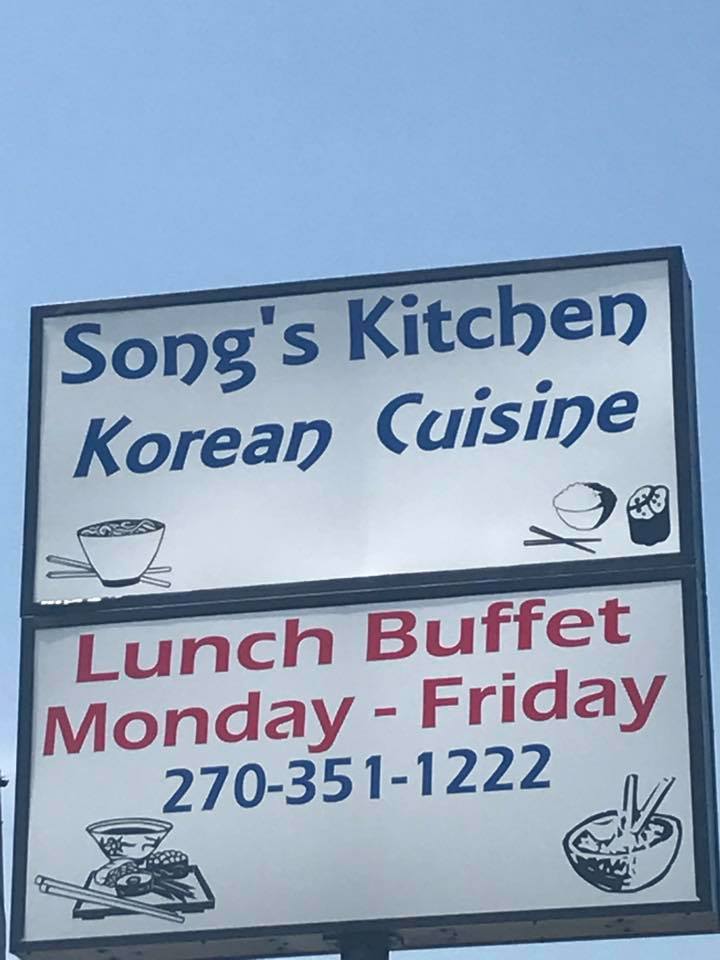 Song's Kitchen
Korean Cuisine
Lunch Buffet
Monday - Friday
270-351-1222